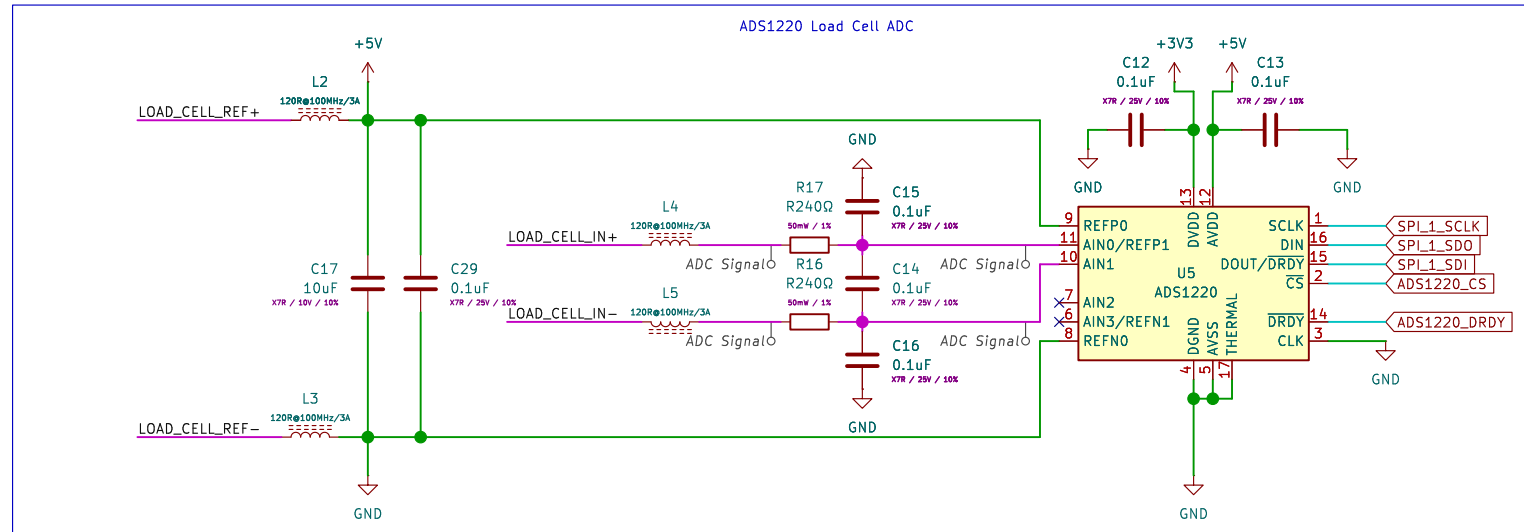 ADS1220 Load Cell ADC
+5V
+3V3
+5V
C12
0.1uF
X7R / 25V / 10%
C13
0.1uF
X7R / 25V / 10%
L2
120R@100MHz/3A
LOAD_CELL_REF+
GND
GND
GND
R17
R240Ω
50mW / 1%
C15
0.1uF
X7R / 25V / 10%
L4
120R@100MHz/3A
LOAD_CELL_IN+
ADC Signal
ADC Signal
C17
10uF
X7R / 10V / 10%
C29
0.1uF
X7R / 25V / 10%
R16
R240Ω
50mW / 1%
C14
0.1uF
X7R / 25V / 10%
L5
120R@100MHz/3A
LOAD_CELL_IN-
ADC Signal
ADC Signal
C16
0.1uF
X7R / 25V / 10%
GND
L3
120R@100MHz/3A
LOAD_CELL_REF-
GND
13
12
DVDD
AVDD
9
REFP0
11
AIN0/REFP1
10
AIN1
7
AIN2
6
AIN3/REFN1
8
REFN0
U5
ADS1220
SCLK
1
SPI_1_SCLK
DIN
16
SPI_1_SDO
DOUT/DRDY
15
SPI_1_SDI
CS
2
ADS1220_CS
DRDY
14
ADS1220_DRDY
CLK
3
GND
DGND
AVSS
THERMAL
4
5
17
GND